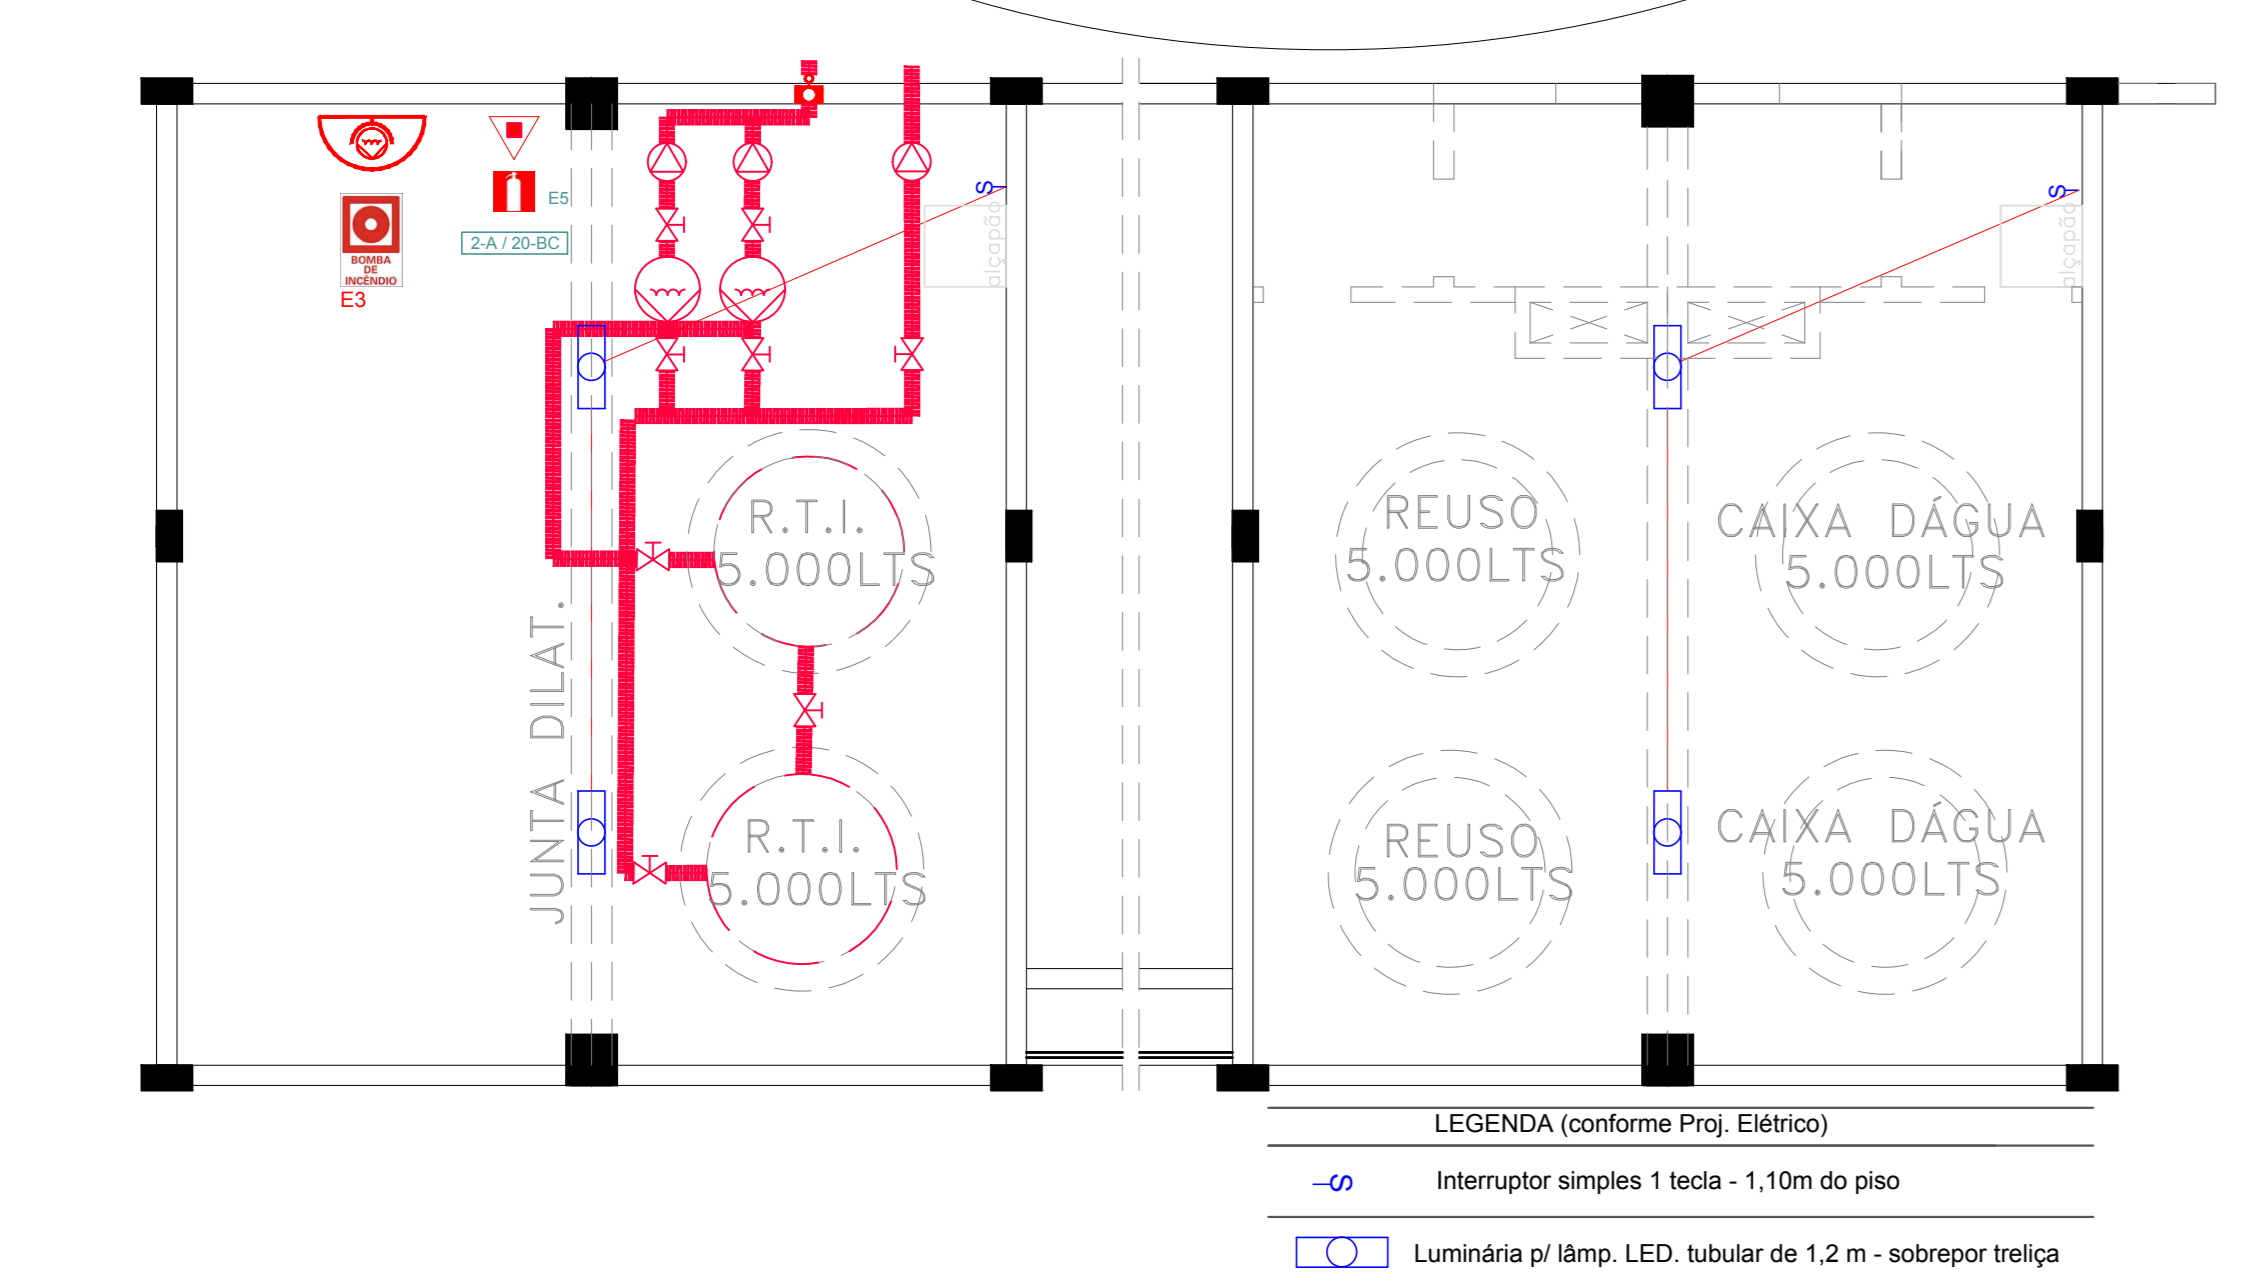 BOMBA
DE
INCÊNDIO
E3
E5
2-A / 20-BC
S
alçapão
S
alçapão
JUNTA DILAT.
R.T.I.
5.000LTS
R.T.I.
5.000LTS
REUSO
5.000LTS
CAIXA DÁGUA
5.000LTS
REUSO
5.000LTS
CAIXA DÁGUA
5.000LTS
LEGENDA (conforme Proj. Elétrico)
S Interruptor simples 1 tecla - 1,10m do piso
Luminária p/ lâmp. LED. tubular de 1,2 m - sobrepor treliça